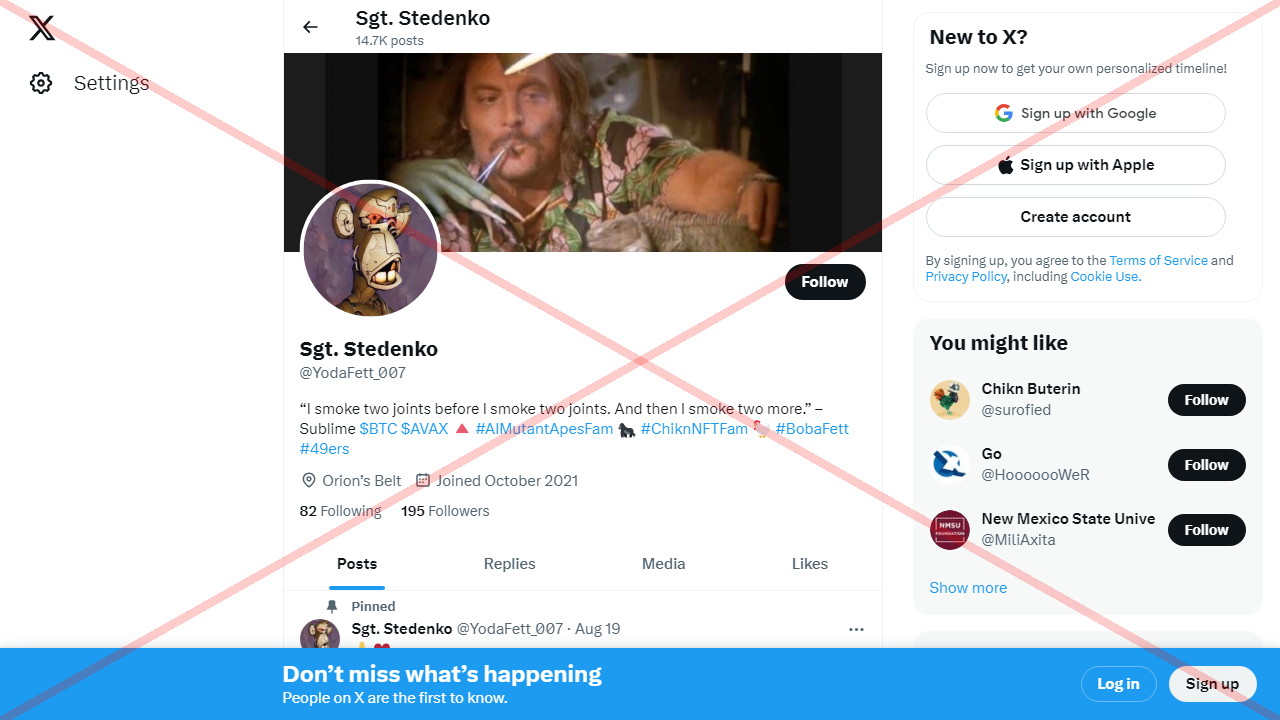 Settings
Sgt. Stedenko
14.7K posts
Follow
Sgt. Stedenko
@YodaFett_007
“I smoke two joints before I smoke two joints. And then I smoke two more.” –
Sublime $BTC $AVAX 🔺 #AIMutantApesFam 🦍 #ChiknNFTFam 🐔 #BobaFett
#49ers
Orion’s Belt Joined October 2021
82 Following 195 Followers
Posts Replies Media Likes
Pinned
Sgt. Stedenko @YodaFett_007 · Aug 19
New to X?
Sign up now to get your own personalized timeline!
Sign up with Google
Sign up with Apple
Create account
By signing up, you agree to the Terms of Service and
Privacy Policy, including Cookie Use.
You might like
Chikn Buterin
@surofied
Follow
Go
@HooooooWeR
Follow
NMSU
FOUNDATION
New Mexico State Unive
@MiliAxita
Follow
Show more
Don’t miss what’s happening
People on X are the first to know.
Log in
Sign up